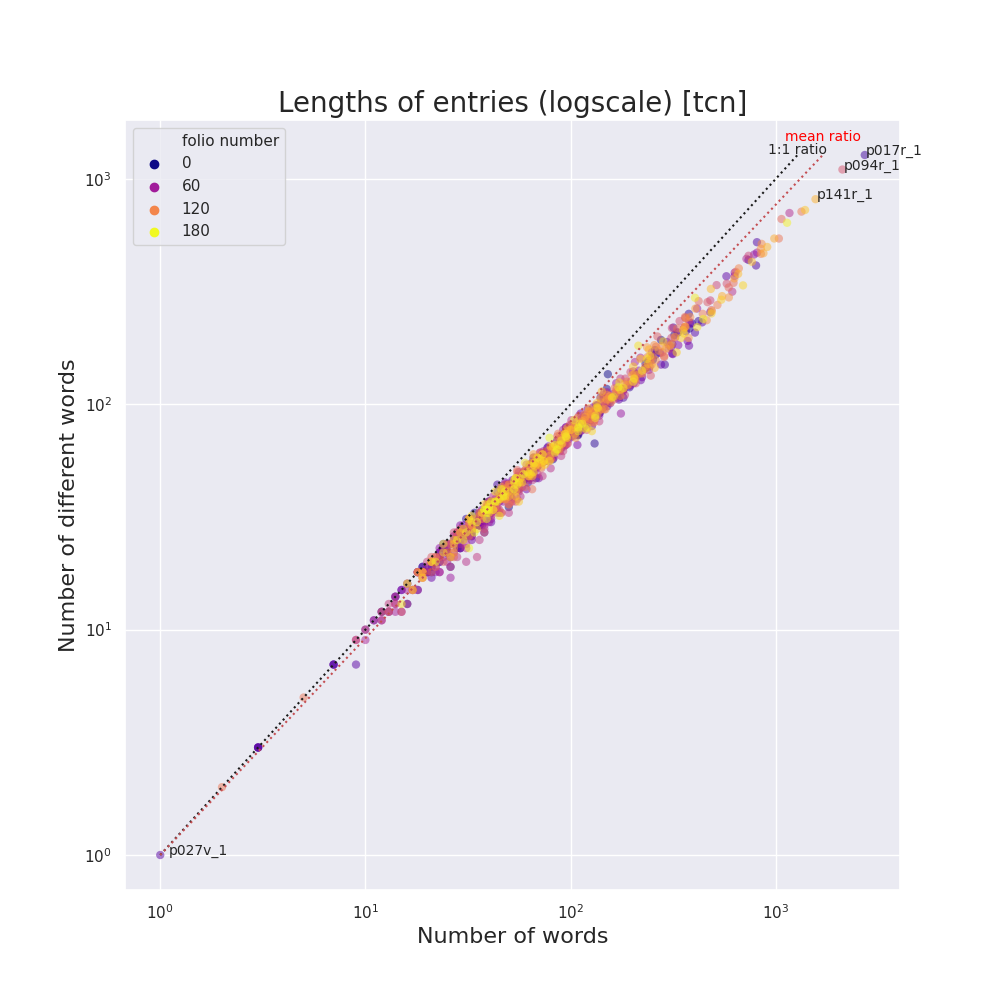 Lengths of entries (logscale) [tcn]
folio number
0
60
120
180
mean ratio
1:1 ratio
p017r_1
p094r_1
p141r_1
p027v_1
10³
10²
10¹
10⁰
Number of different words
10⁰ 10¹ 10² 10³
Number of words